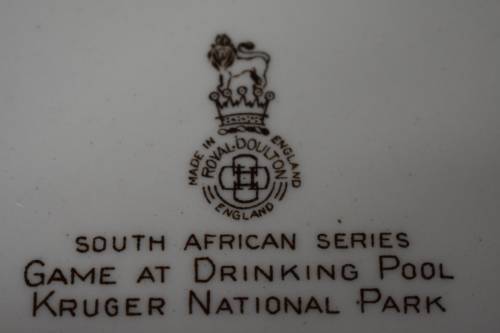 MADE IN ENGLAND
ROYAL·DOULTON
ENGLAND
SOUTH AFRICAN SERIES
GAME AT DRINKING POOL
KRUGER NATIONAL PARK